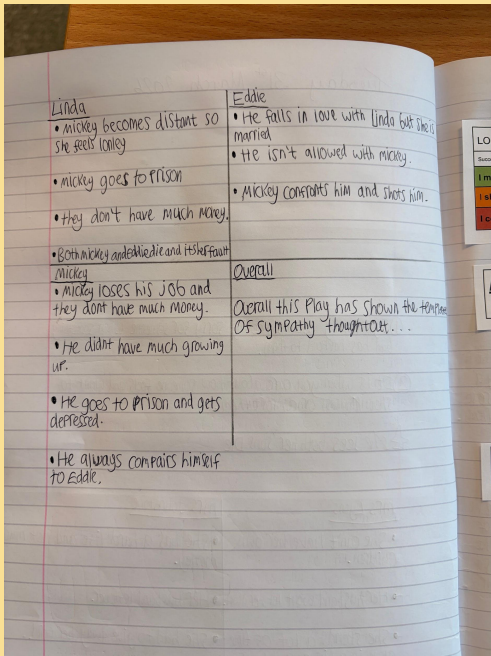 Linda
• Mickey becomes distant so
she feels lonley
• Mickey goes to Prison
• they don't have much money.
• Both mickey and eddie die and its her fault
Eddie
• He falls in love with Linda but she is
married
• He isn't allowed with mickey.
• Mickey confronts him and shots him.
Mickey
• Mickey loses his job and
they dont have much money.
• He didnt have much growing
up.
• He goes to prison and gets
depressed.
• He always compairs himself
to Eddie.
Overall
Overall this Play has shown the
Of sympathy thoughtout...
LO
Succ
I m
I s
I c